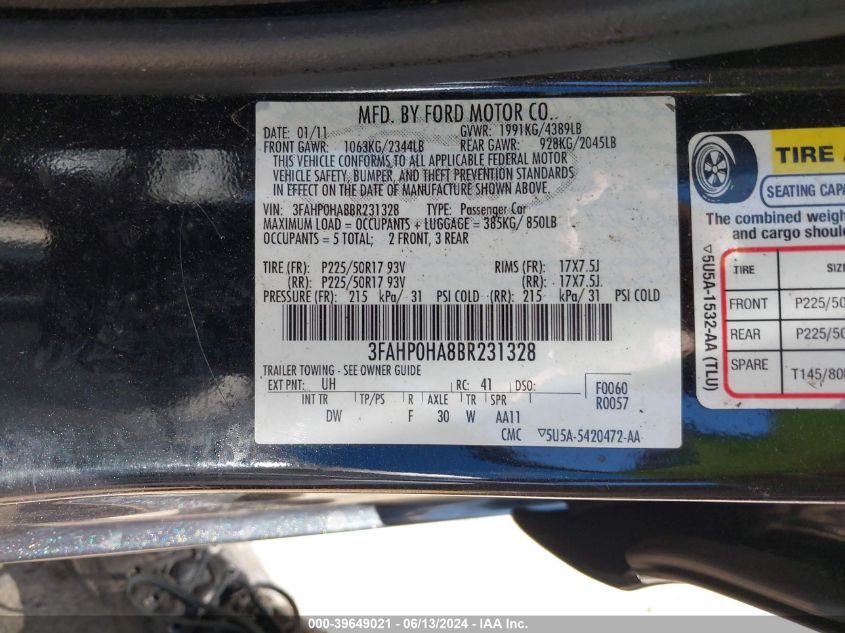 MFD. BY FORD MOTOR CO.
DATE: 01/11 GVWR: 1991KG/4389LB
FRONT GAWR: 1063KG/2344LB REAR GAWR: 928KG/2045LB
THIS VEHICLE CONFORMS TO ALL APPLICABLE FEDERAL MOTOR
VEHICLE SAFETY, BUMPER, AND THEFT PREVENTION STANDARDS
IN EFFECT ON THE DATE OF MANUFACTURE SHOWN ABOVE.
VIN: 3FAHP0HA8BR231328 TYPE: Passenger Car
MAXIMUM LOAD = OCCUPANTS + LUGGAGE = 385KG/ 850LB
OCCUPANTS = 5 TOTAL; 2 FRONT, 3 REAR
TIRE (FR): P225/50R17 93V RIMS (FR): 17X7.5J
(RR): P225/50R17 93V (RR): 17X7.5J
PRESSURE (FR): 215 kPa/ 31 PSI COLD (RR): 215 kPa/ 31 PSI COLD
3FAHP0HA8BR231328
TRAILER TOWING - SEE OWNER GUIDE
EXT PNT: UH RC: 41 DSO: F0060
R0057
INT TR TP/PS R AXLE TR SPR
DW F 30 W AA11
CMC ▽5U5A-5420472-AA
TIRE
SEATING CAPA
The combined weigh
and cargo shoul
TIRE SIZ
FRONT P225/50
REAR P225/50
SPARE T145/80
▽5U5A-1532-AA (TLU)
000-39649021 - 06/13/2024 - IAA Inc.